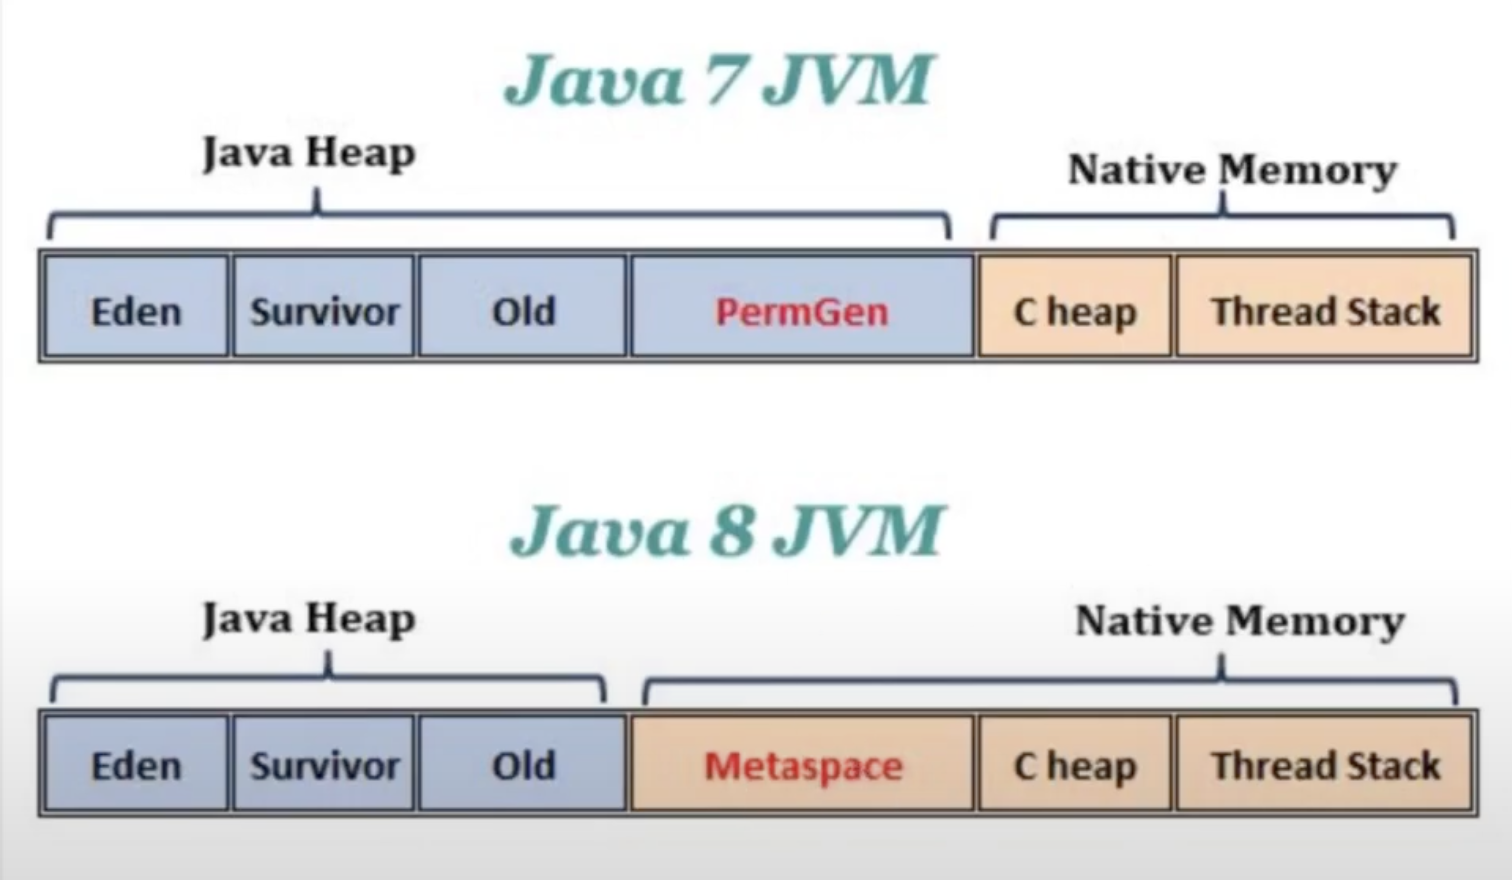 Java 7 JVM
Java Heap
Native Memory
Eden
Survivor
Old
PermGen
C heap
Thread Stack
Java 8 JVM
Java Heap
Native Memory
Eden
Survivor
Old
Metaspace
C heap
Thread Stack